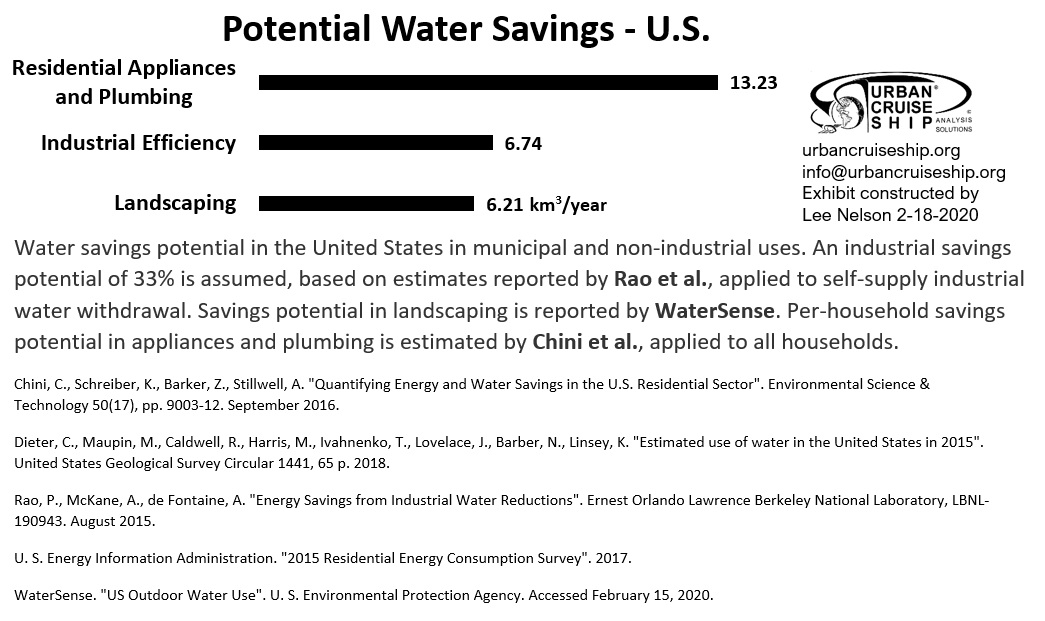 Potential Water Savings - U.S.
Residential Appliances
and Plumbing
13.23
Industrial Efficiency
6.74
Landscaping
6.21 km³/year
URBAN®
CRUISE
SHIP
ANALYSIS
SOLUTIONS
urbancruiseship.org
info@urbancruiseship.org
Exhibit constructed by
Lee Nelson 2-18-2020
Water savings potential in the United States in municipal and non-industrial uses. An industrial savings
potential of 33% is assumed, based on estimates reported by Rao et al., applied to self-supply industrial
water withdrawal. Savings potential in landscaping is reported by WaterSense. Per-household savings
potential in appliances and plumbing is estimated by Chini et al., applied to all households.
Chini, C., Schreiber, K., Barker, Z., Stillwell, A. "Quantifying Energy and Water Savings in the U.S. Residential Sector". Environmental Science &
Technology 50(17), pp. 9003-12. September 2016.
Dieter, C., Maupin, M., Caldwell, R., Harris, M., Ivahnenko, T., Lovelace, J., Barber, N., Linsey, K. "Estimated use of water in the United States in 2015".
United States Geological Survey Circular 1441, 65 p. 2018.
Rao, P., McKane, A., de Fontaine, A. "Energy Savings from Industrial Water Reductions". Ernest Orlando Lawrence Berkeley National Laboratory, LBNL-
190943. August 2015.
U. S. Energy Information Administration. "2015 Residential Energy Consumption Survey". 2017.
WaterSense. "US Outdoor Water Use". U. S. Environmental Protection Agency. Accessed February 15, 2020.